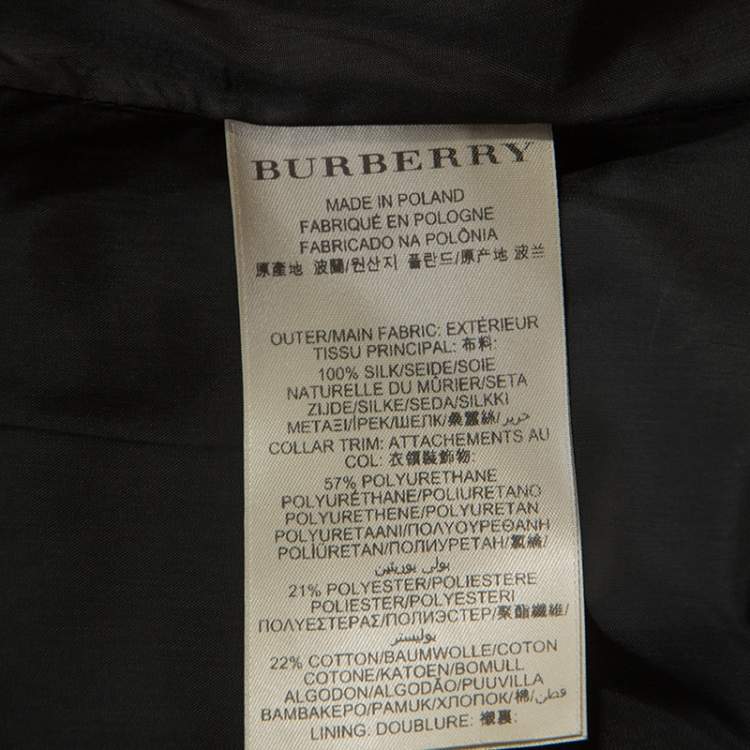 BURBERRY
MADE IN POLAND
FABRIQUÉ EN POLOGNE
FABRICADO NA POLÔNIA
原產地 波蘭/원산지 폴란드/原产地 波兰
OUTER/MAIN FABRIC: EXTÉRIEUR
TISSU PRINCIPAL: 布料:
100% SILK/SEIDE/SOIE
NATURELLE DU MÛRIER/SETA
ZIJDE/SILKE/SEDA/SILKKI
ΜΕΤΑΞΙ/İPEK/ШЕЛК/桑蠶絲/حرير/
COLLAR TRIM: ATTACHEMENTS AU
COL: 衣領裝飾物:
57% POLYURETHANE
POLYURÉTHANE/POLIURETANO
POLYURETHENE/POLYURETAN
POLYURETAANI/ΠΟΛΥΟΥΡΕΘΑΝΗ
POLİÜRETAN/ПОЛИУРЕТАН/氨綸/
بولي يوريثين
21% POLYESTER/POLIESTERE
POLIÉSTER/POLYESTERI
ΠΟΛΥΕΣΤΕΡΑΣ/ПОЛИЭСТЕР/聚酯纖維/
بوليستر
22% COTTON/BAUMWOLLE/COTON
COTONE/KATOEN/BOMULL
ALGODON/ALGODÃO/PUUVILLA
ΒΑΜΒΑΚΕΡΟ/PAMUK/ХЛОПОК/棉/قطن/
LINING: DOUBLURE: 襯裏: